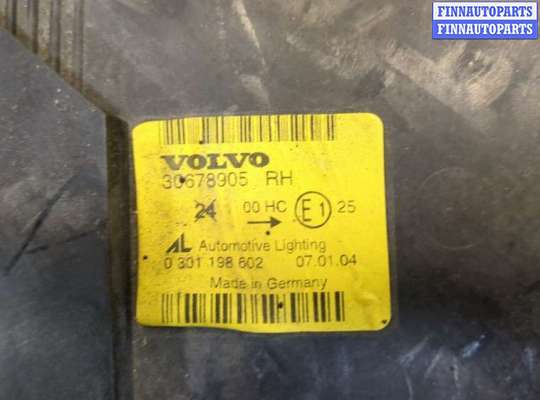 FINNAUTOPARTS
FINNAUTOPARTS
VOLVO
30678905 RH
24 00 HC E1 25
AL Automotive Lighting
0 301 198 602 07.01.04
Made in Germany